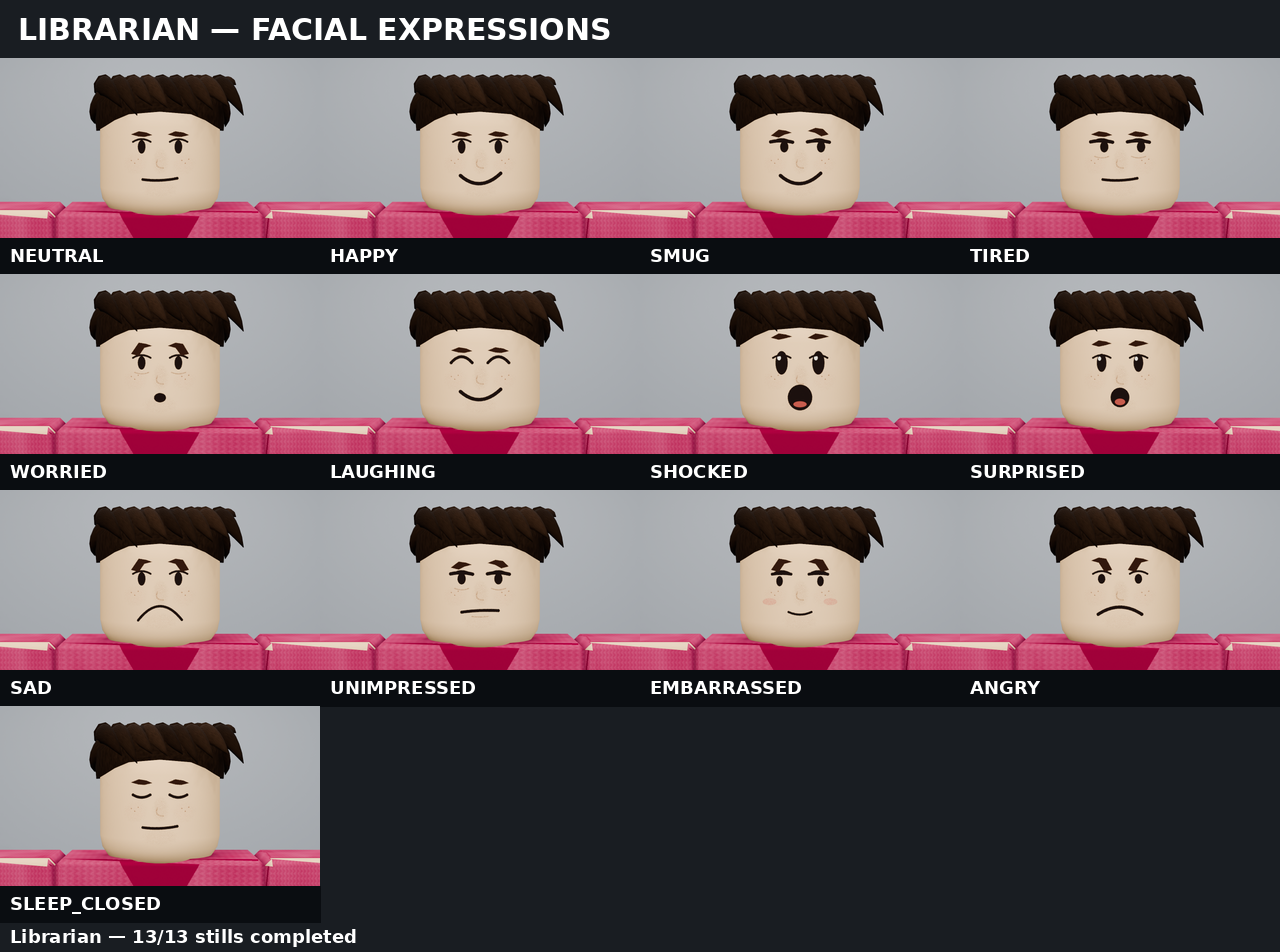 LIBRARIAN — FACIAL EXPRESSIONS
NEUTRAL
HAPPY
SMUG
TIRED
WORRIED
LAUGHING
SHOCKED
SURPRISED
SAD
UNIMPRESSED
EMBARRASSED
ANGRY
SLEEP_CLOSED
Librarian — 13/13 stills completed